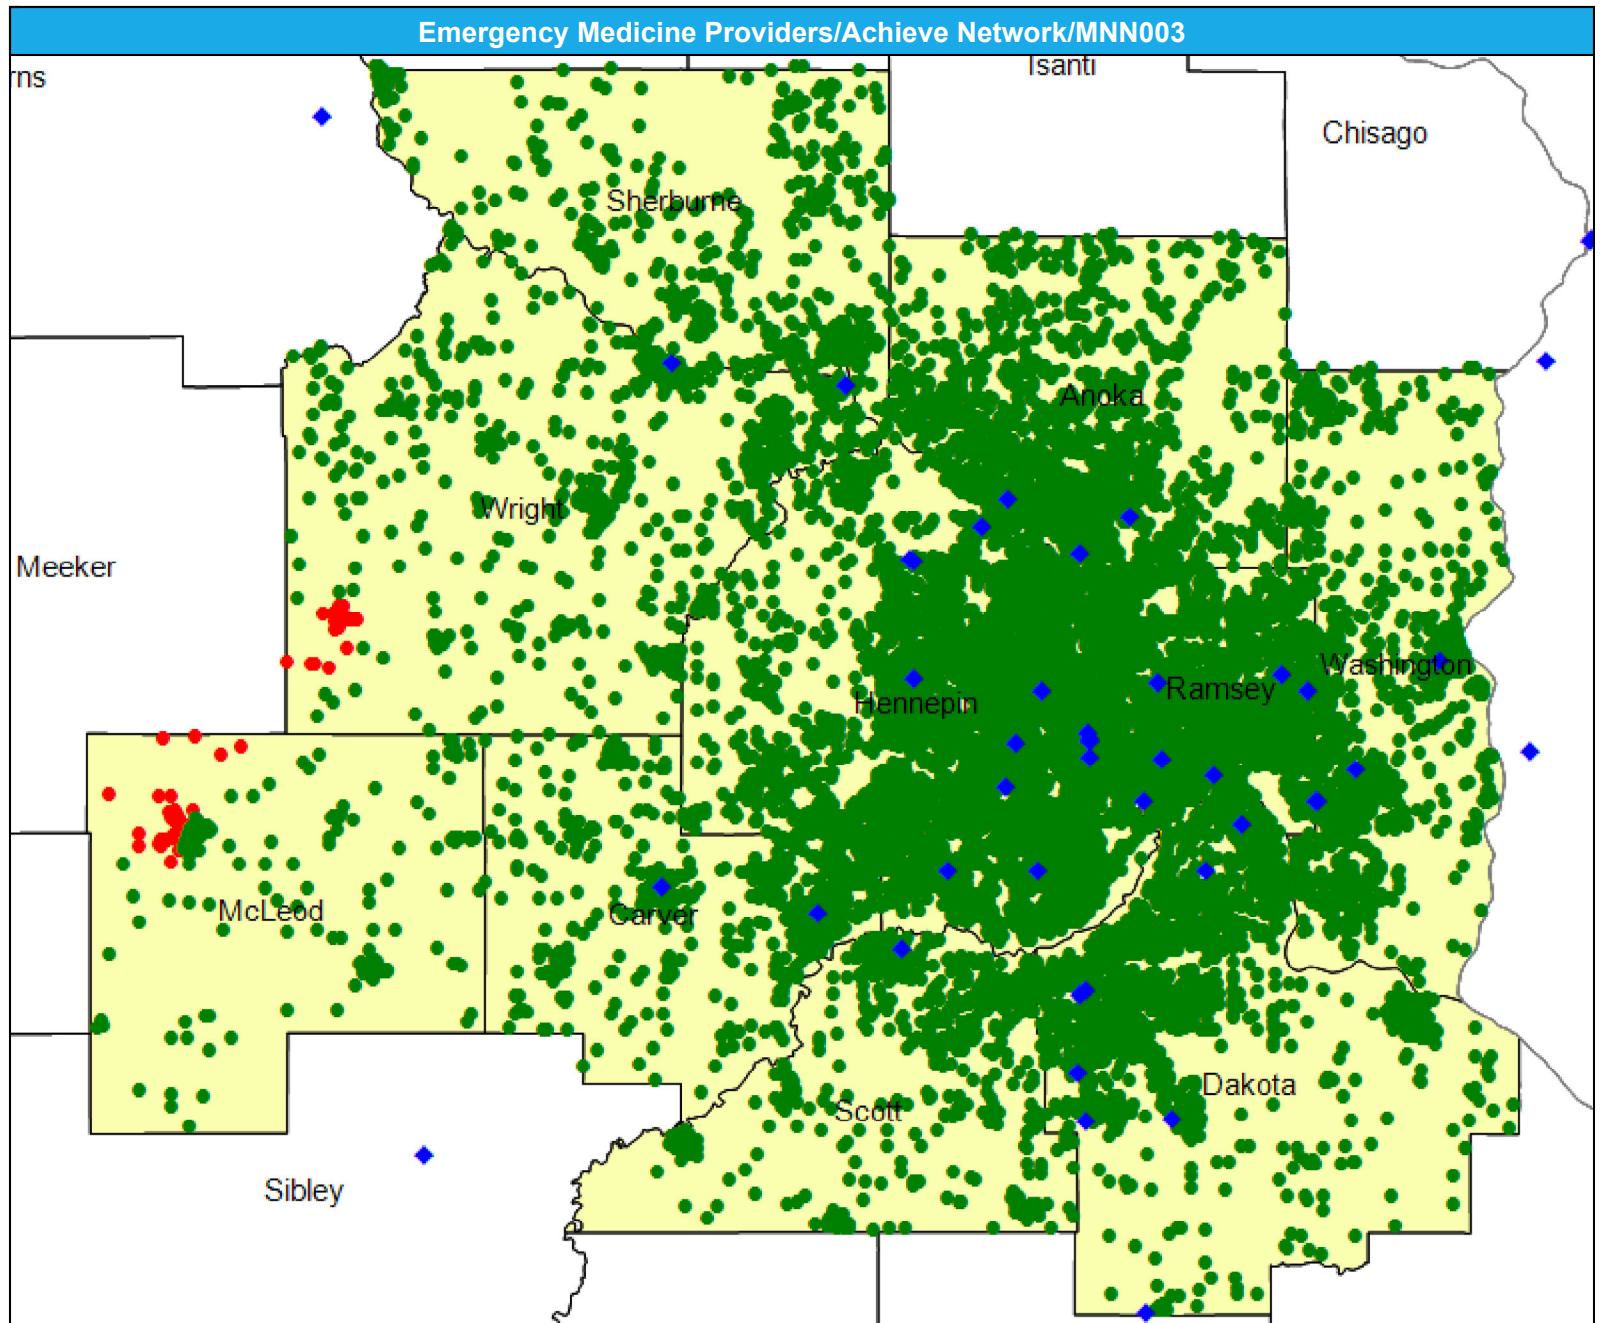 Emergency Medicine Providers/Achieve Network/MNN003
rns
Isanti
Chisago
Sherburne
Anoka
Wright
Meeker
Washington
Ramsey
Hennepin
McLeod
Carver
Dakota
Scott
Sibley